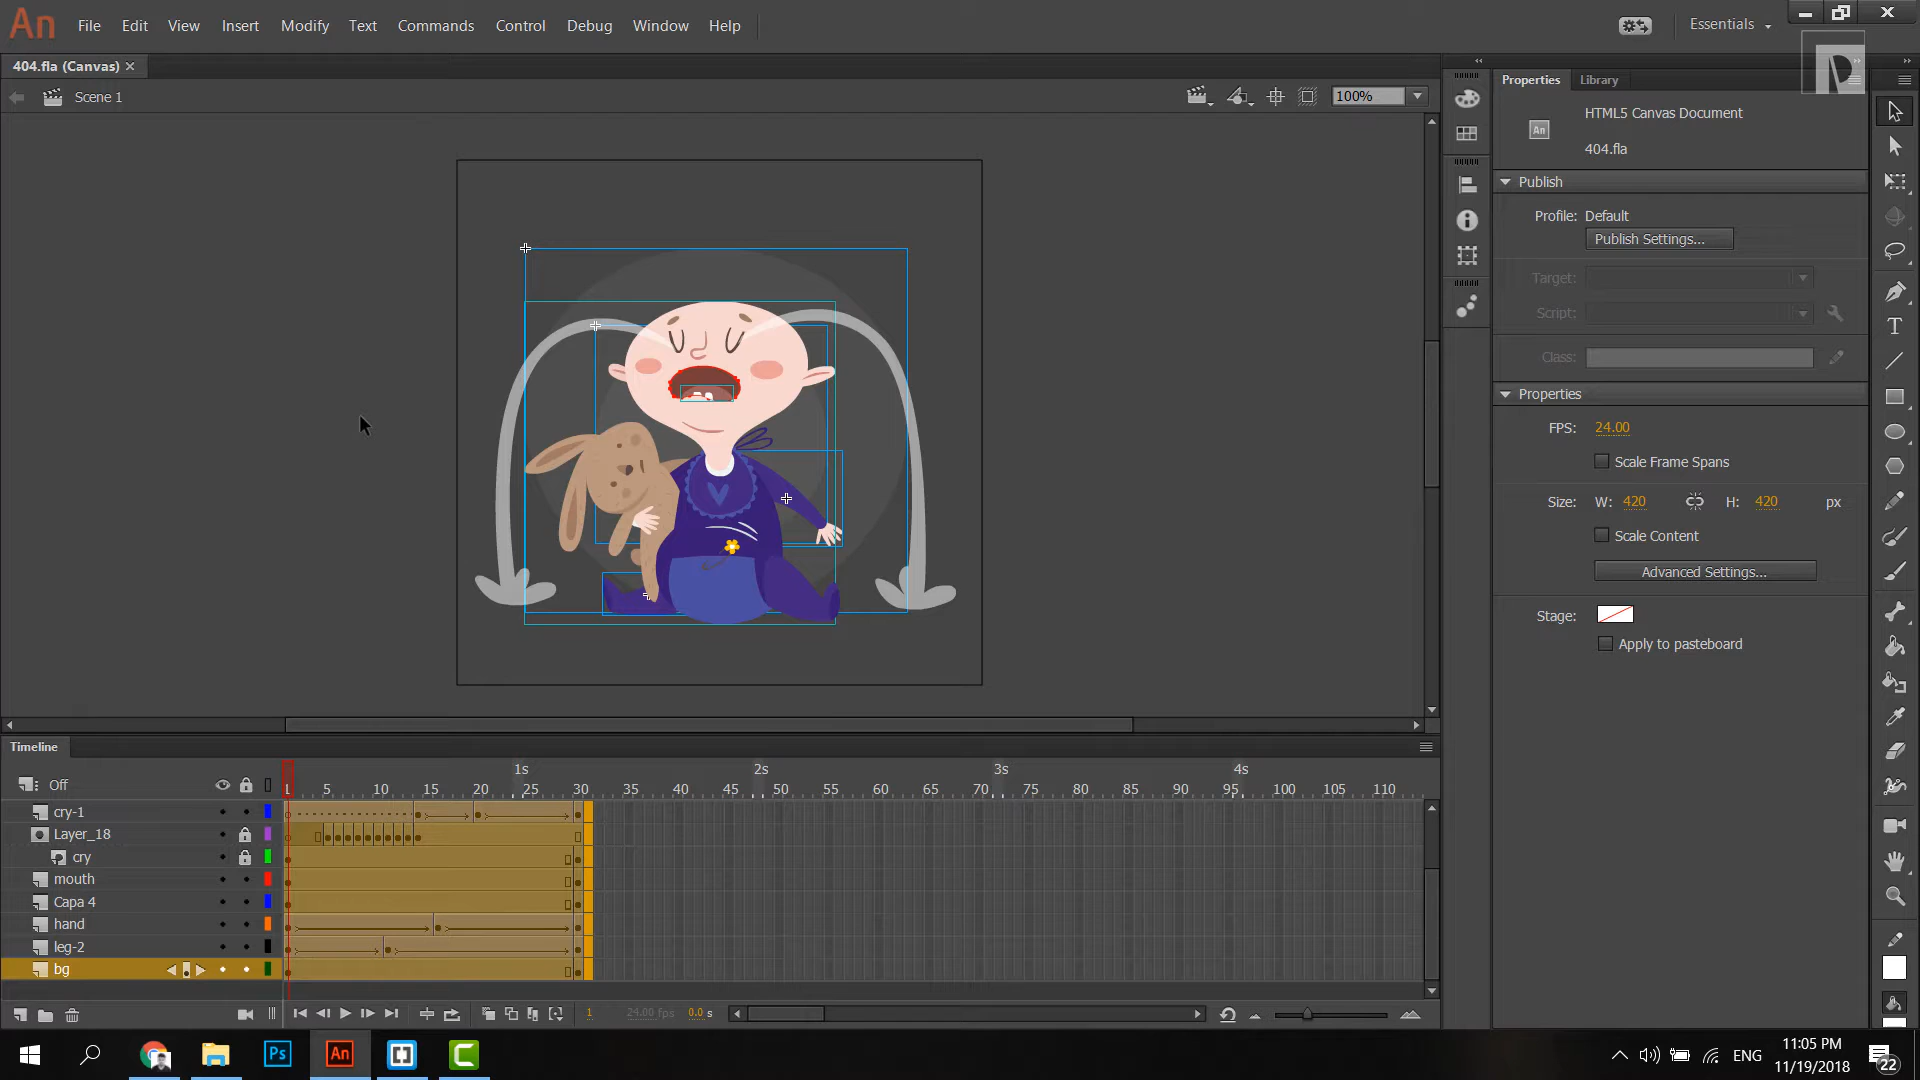 An File Edit View Insert Modify Text Commands Control Debug Window Help Essentials
404.fla (Canvas) ×
Scene 1 100%
Properties Library
HTML5 Canvas Document
An
404.fla
Publish
Profile: Default
Publish Settings...
Target:
Script:
Class:
Properties
FPS: 24.00
Scale Frame Spans
Size: W: 420 H: 420 px
Scale Content
Advanced Settings...
Stage:
Apply to pasteboard
T
Timeline
1s 2s 3s 4s
Off 1 5 10 15 20 25 30 35 40 45 50 55 60 65 70 75 80 85 90 95 100 105 110
cry-1
Layer_18
cry
mouth
Capa 4
hand
leg-2
bg
1 24.00 fps 0.0 s
Ps An ENG 11:05 PM
11/19/2018 22